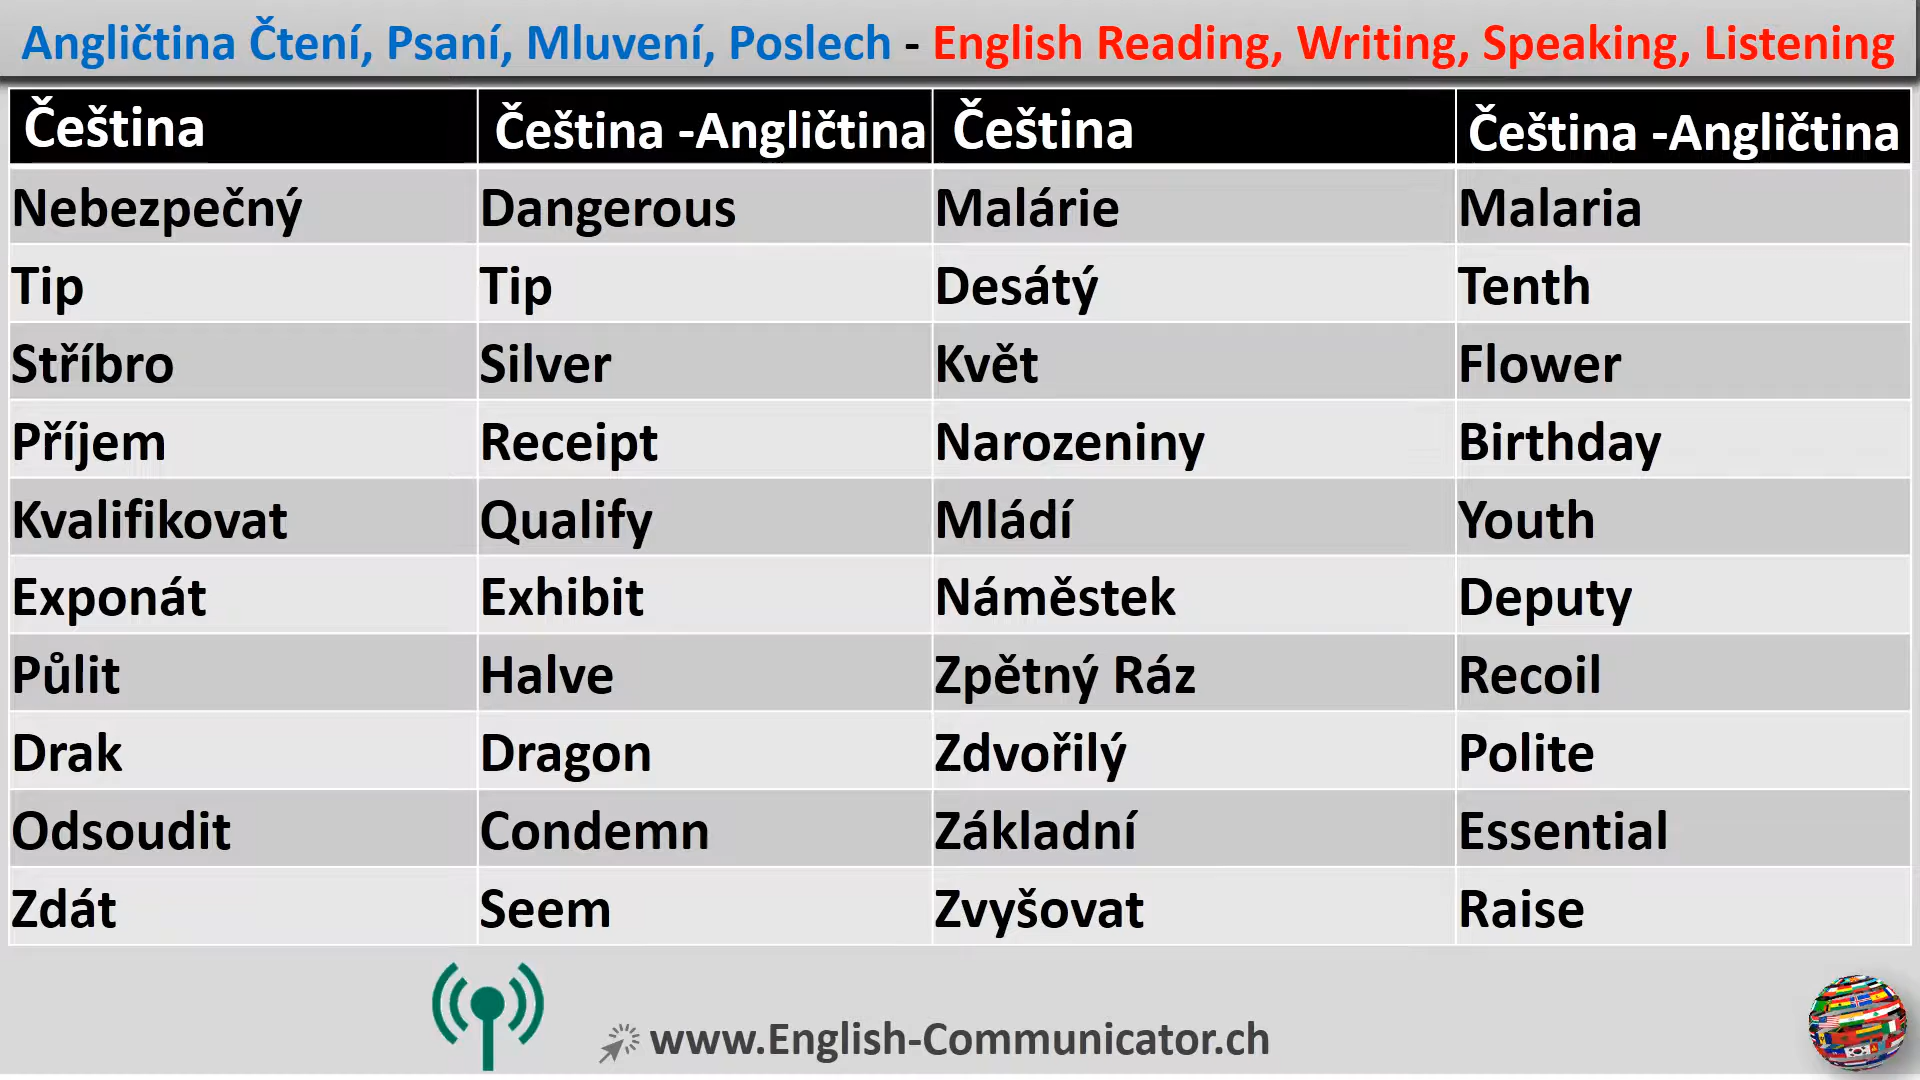 Angličtina Čtení, Psaní, Mluvení, Poslech - English Reading, Writing, Speaking, Listening
Čeština Čeština -Angličtina Čeština Čeština -Angličtina
Nebezpečný Dangerous Malárie Malaria
Tip Tip Desátý Tenth
Stříbro Silver Květ Flower
Příjem Receipt Narozeniny Birthday
Kvalifikovat Qualify Mládí Youth
Exponát Exhibit Náměstek Deputy
Půlit Halve Zpětný Ráz Recoil
Drak Dragon Zdvořilý Polite
Odsoudit Condemn Základní Essential
Zdát Seem Zvyšovat Raise
www.English-Communicator.ch